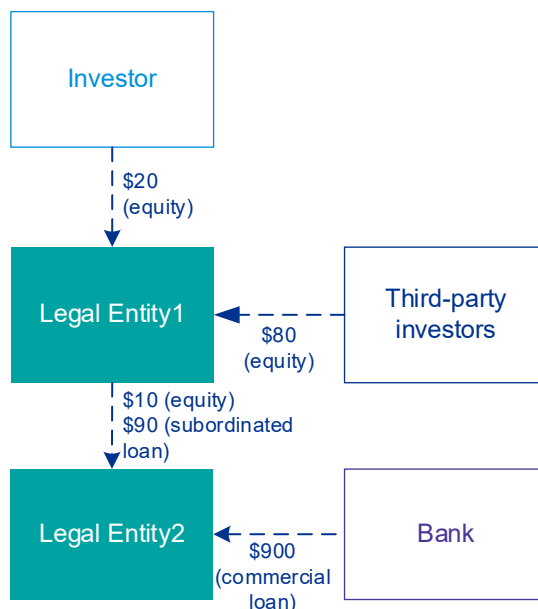 Investor
$20
(equity)
Legal Entity1
Third-party
investors
$80
(equity)
$10 (equity)
$90 (subordinated
loan)
Legal Entity2
Bank
$900
(commercial
loan)